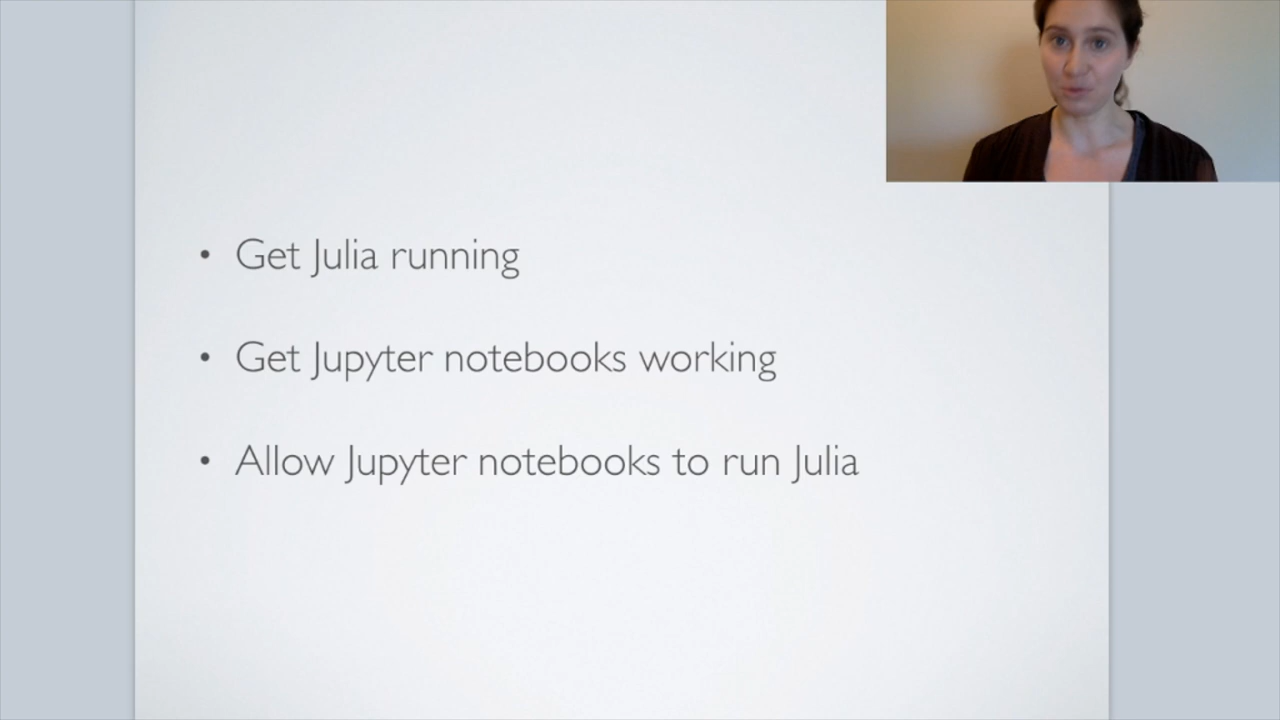 • Get Julia running
• Get Jupyter notebooks working
• Allow Jupyter notebooks to run Julia